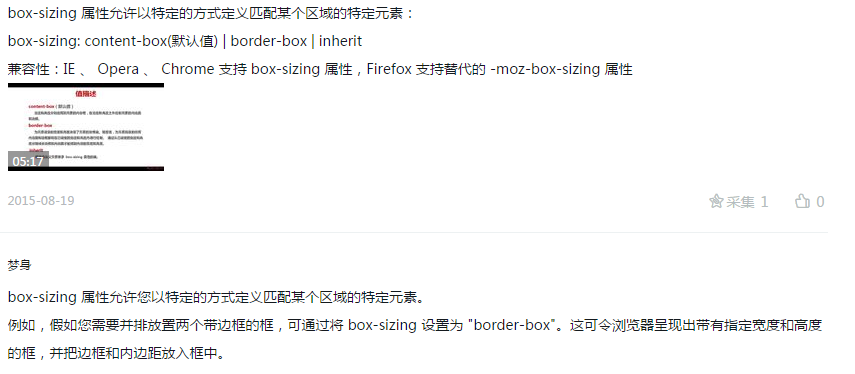 box-sizing 属性允许以特定的方式定义匹配某个区域的特定元素：
box-sizing: content-box(默认值) | border-box | inherit
兼容性：IE 、 Opera 、 Chrome 支持 box-sizing 属性，Firefox 支持替代的 -moz-box-sizing 属性
值描述
content-box（默认值）
border-box
inherit
05:17
2015-08-19
采集 1
0
梦身
box-sizing 属性允许您以特定的方式定义匹配某个区域的特定元素。
例如，假如您需要并排放置两个带边框的框，可通过将 box-sizing 设置为 "border-box"。这可令浏览器呈现出带有指定宽度和高度
的框，并把边框和内边距放入框中。